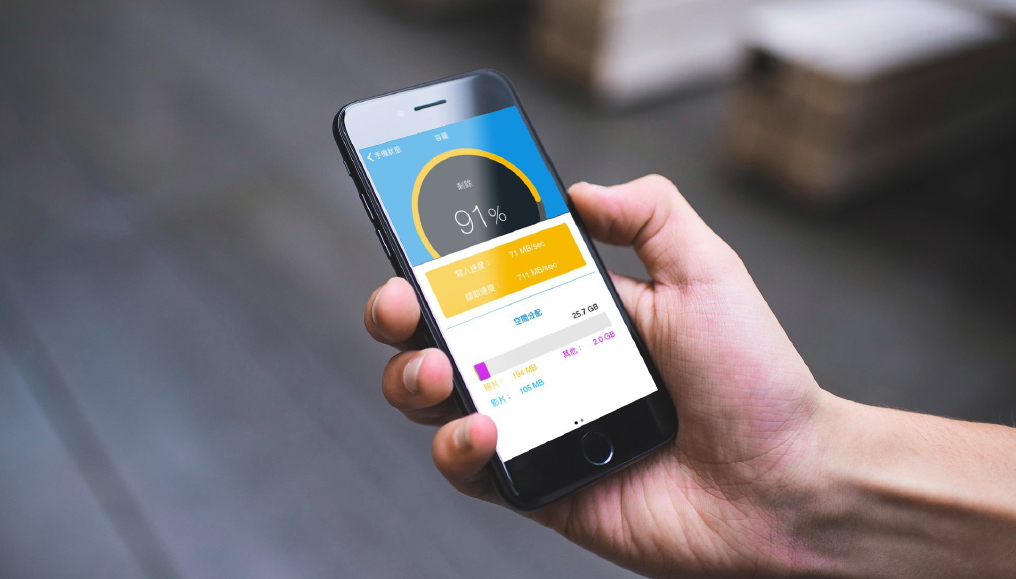 手機狀態
容量
剩餘
91%
寫入速度： 71 MB/sec
讀取速度： 711 MB/sec
空間分配 25.7 GB
照片： 194 MB 其他： 2.0 GB
影片： 105 MB